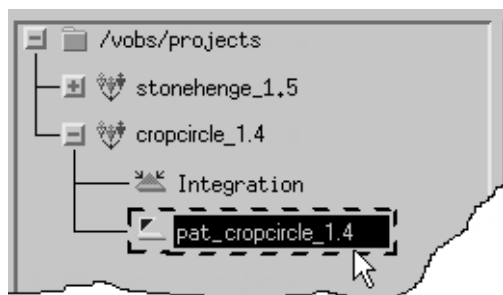 /vobs/projects
stonehenge_1.5
cropcircle_1.4
Integration
pat_cropcircle_1.4